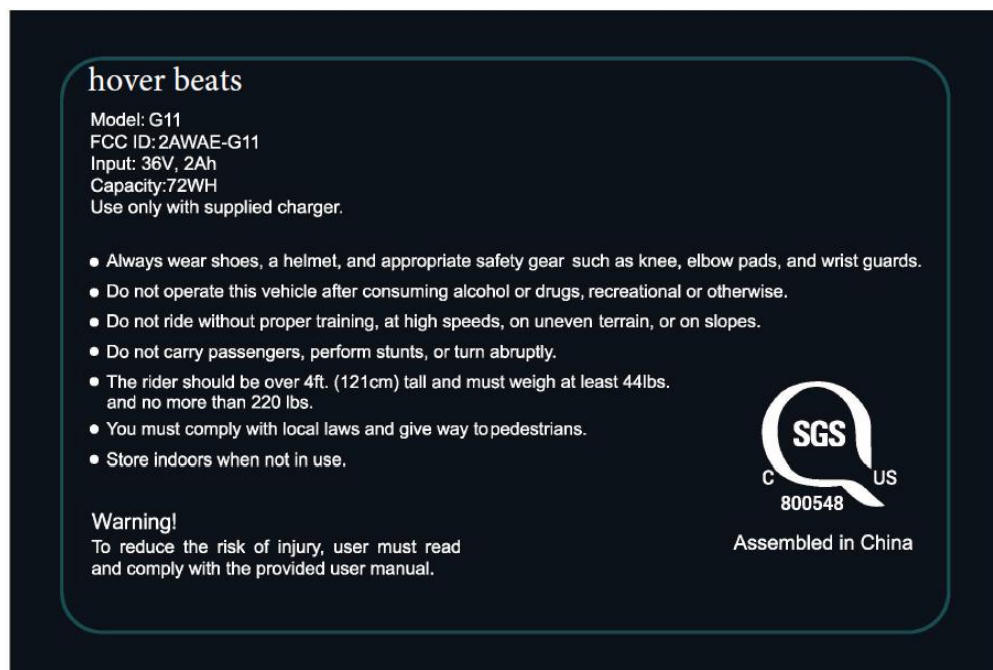 hover beats
Model: G11
FCC ID: 2AWAE-G11
Input: 36V, 2Ah
Capacity:72WH
Use only with supplied charger.
● Always wear shoes, a helmet, and appropriate safety gear such as knee, elbow pads, and wrist guards.
● Do not operate this vehicle after consuming alcohol or drugs, recreational or otherwise.
● Do not ride without proper training, at high speeds, on uneven terrain, or on slopes.
● Do not carry passengers, perform stunts, or turn abruptly.
● The rider should be over 4ft. (121cm) tall and must weigh at least 44lbs.
and no more than 220 lbs.
● You must comply with local laws and give way to pedestrians.
● Store indoors when not in use.
Warning!
To reduce the risk of injury, user must read
and comply with the provided user manual.
SGS
C US
800548
Assembled in China